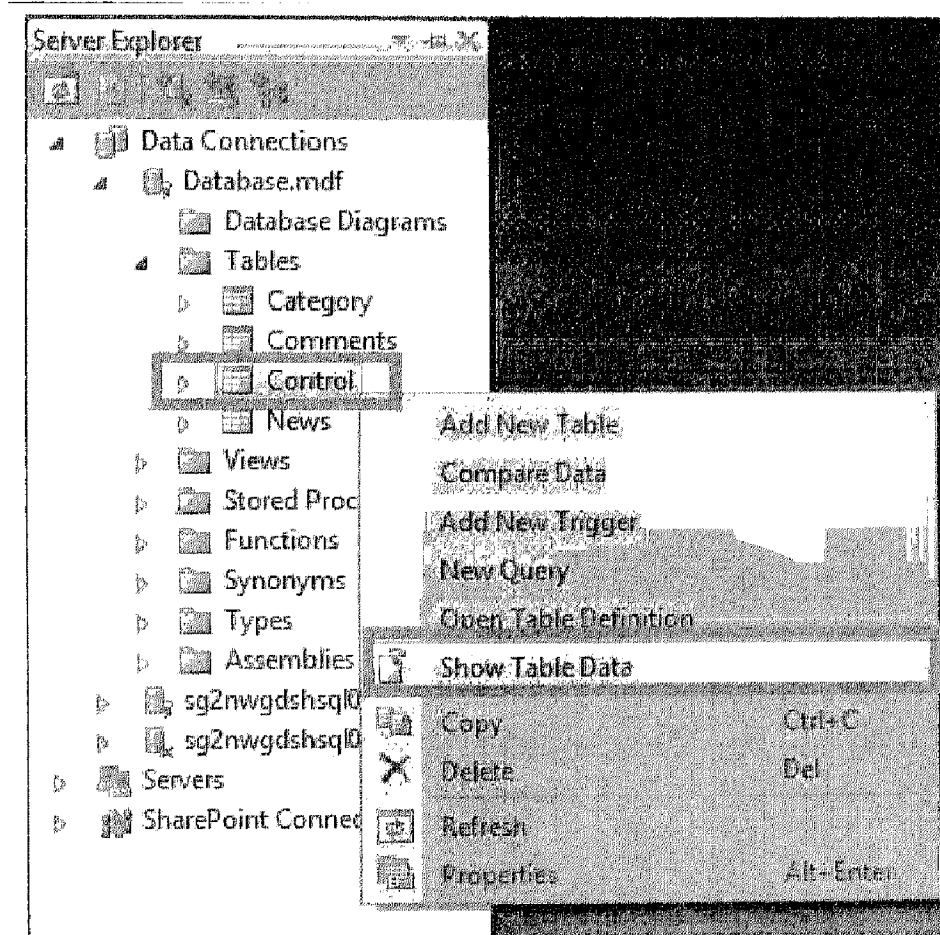 Server Explorer
Data Connections
Database.mdf
Database Diagrams
Tables
Category
Comments
Control
News
Views
Stored Proc
Functions
Synonyms
Types
Assemblies
sg2nwgdshsql0
sg2nwgdshsql0
Servers
SharePoint Connec
Add New Table
Compare Data
Add New Trigger
New Query
Open Table Definition
Show Table Data
Copy Ctrl+C
Delete Del
Refresh
Properties Alt+Enter